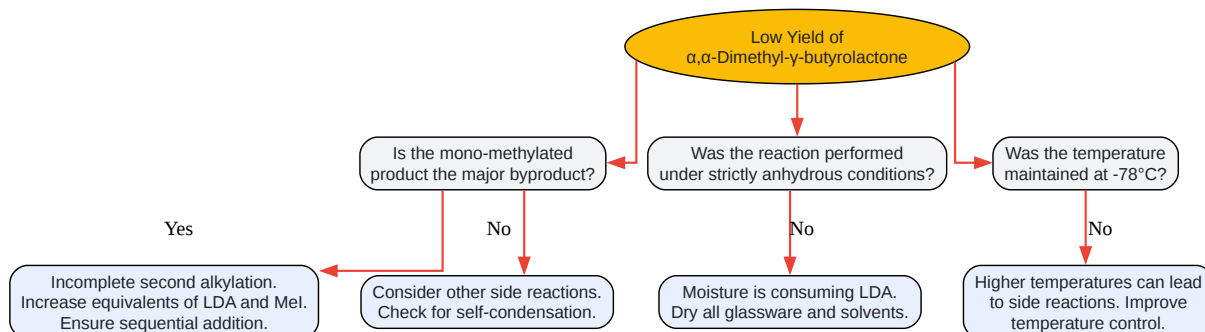 Low Yield of
α,α-Dimethyl-γ-butyrolactone
Is the mono-methylated
product the major byproduct?
Was the reaction performed
under strictly anhydrous conditions?
Was the temperature
maintained at -78°C?
Yes
No
No
No
Incomplete second alkylation.
Increase equivalents of LDA and MeI.
Ensure sequential addition.
Consider other side reactions.
Check for self-condensation.
Moisture is consuming LDA.
Dry all glassware and solvents.
Higher temperatures can lead
to side reactions. Improve
temperature control.